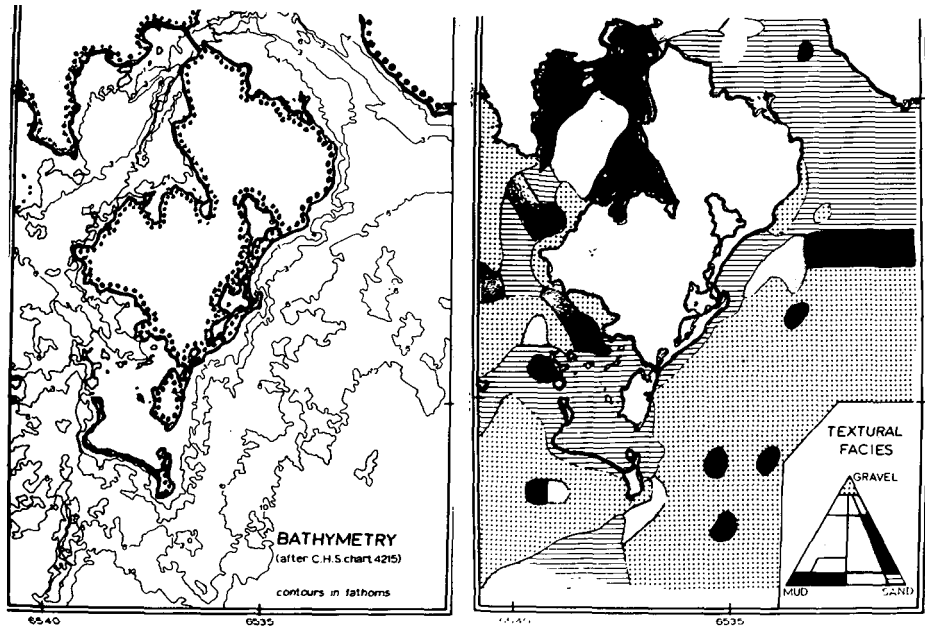 BATHYMETRY
(after C.H.S. chart 4215)
contours in fathoms
6540
6535
TEXTURAL
FACIES
GRAVEL
MUD
SAND
6535